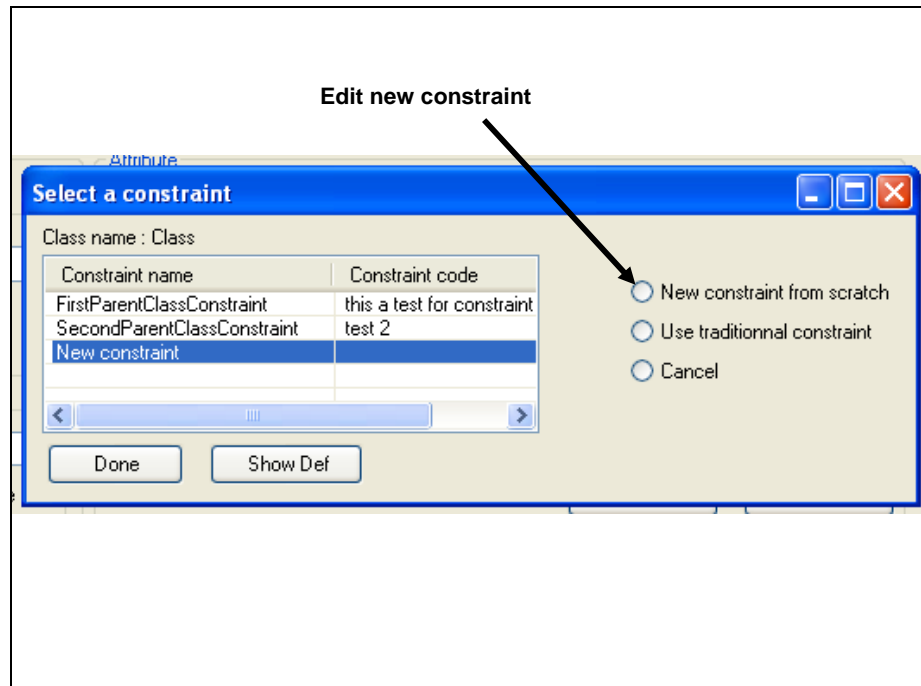 Edit new constraint
Attribute
Select a constraint
Class name : Class
Constraint name Constraint code
FirstParentClassConstraint this a test for constraint
SecondParentClassConstraint test 2
New constraint
New constraint from scratch
Use traditionnal constraint
Cancel
Done Show Def